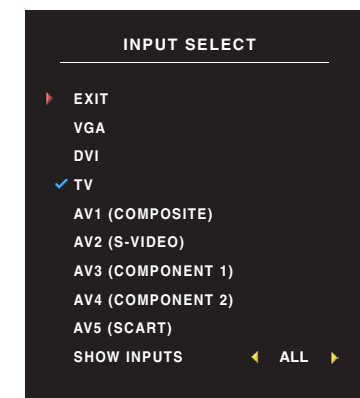 INPUT SELECT
EXIT
VGA
DVI
TV
AV1 (COMPOSITE)
AV2 (S-VIDEO)
AV3 (COMPONENT 1)
AV4 (COMPONENT 2)
AV5 (SCART)
SHOW INPUTS ALL